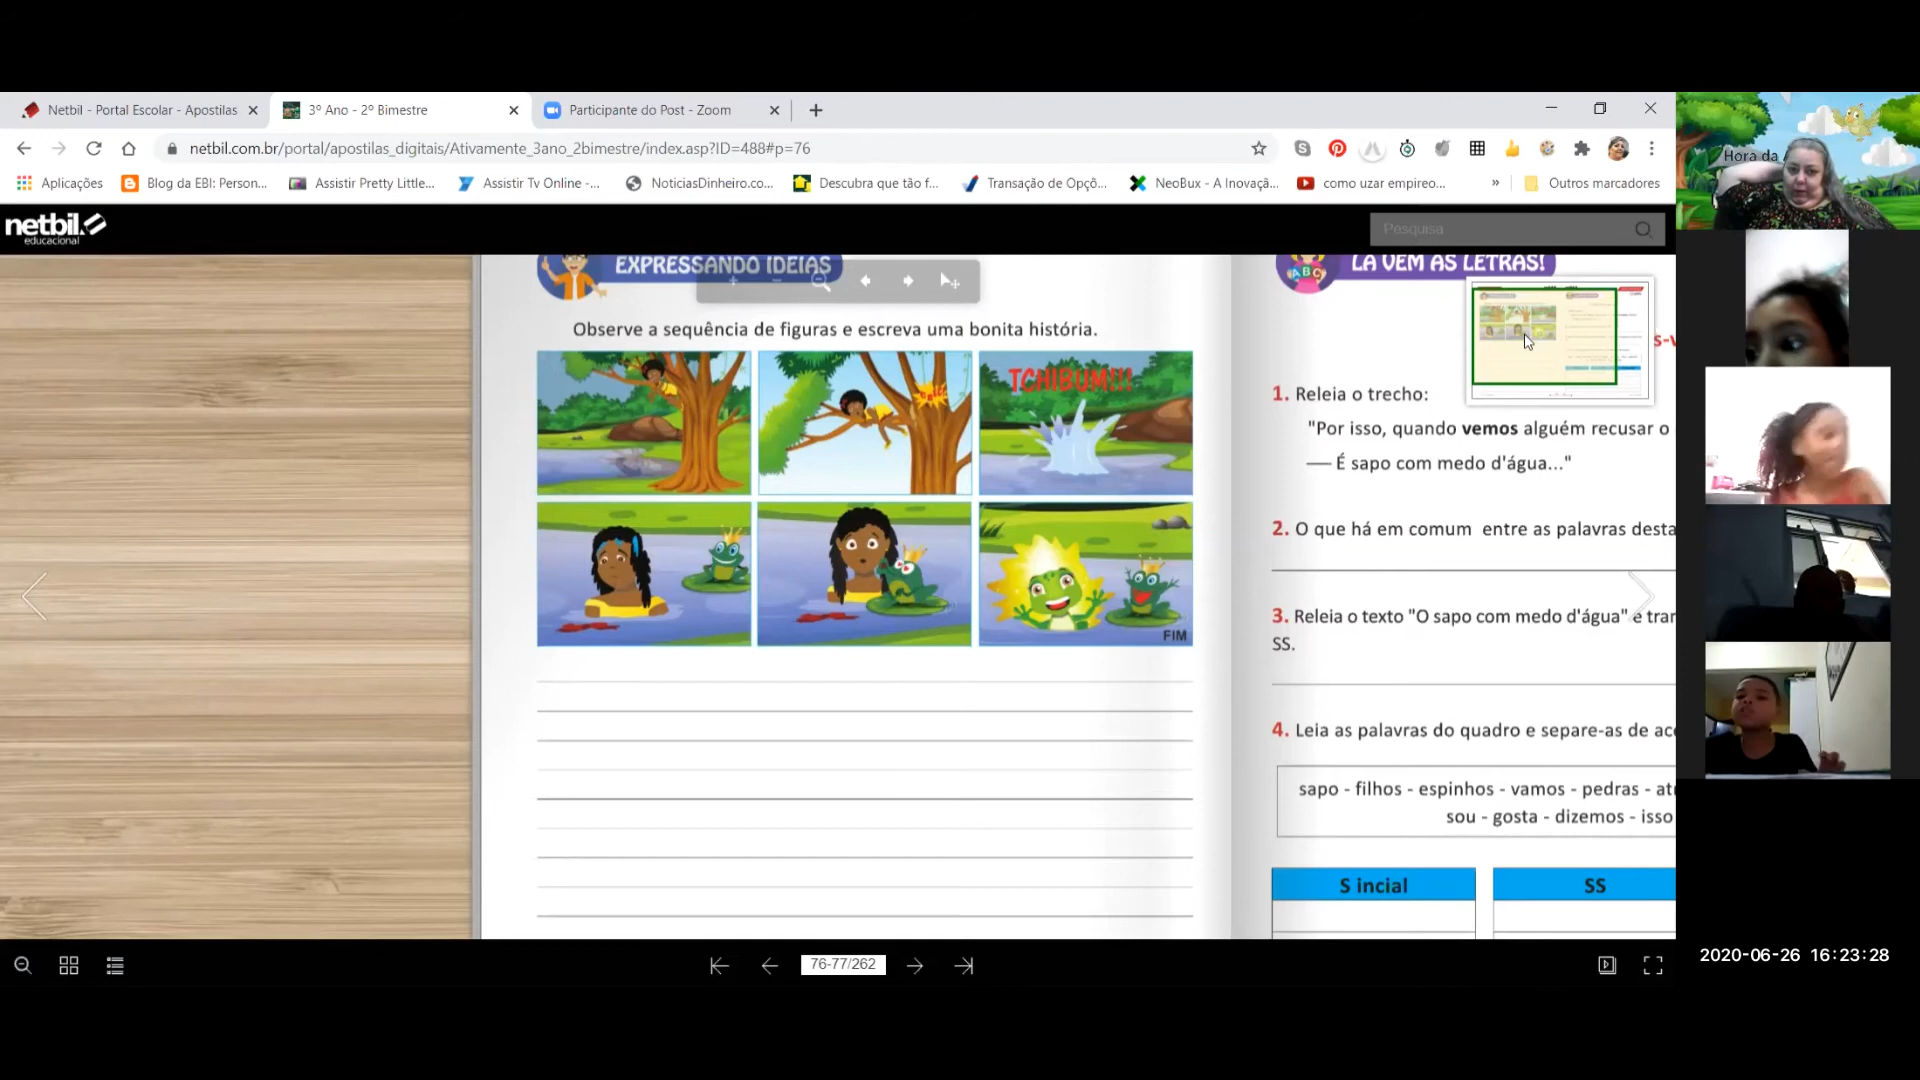 Netbil - Portal Escolar - Apostilas
3º Ano - 2º Bimestre
Participante do Post - Zoom
netbil.com.br/portal/apostilas_digitais/Ativamente_3ano_2bimestre/index.asp?ID=488#p=76
Aplicações
Blog da EBI: Person...
Assistir Pretty Little...
Assistir Tv Online -...
NoticiasDinheiro.co...
Descubra que tão f...
Transação de Opçõ...
NeoBux - A Inovaçã...
como uzar empireo...
»
Outros marcadores
Hora da
netbil
educacional
Pesquisa
EXPRESSANDO IDEIAS
Observe a sequência de figuras e escreva uma bonita história.
TCHIBUM!!!
FIM
ABC
LÁ VEM AS LETRAS!
s-v
1. Releia o trecho:
"Por isso, quando vemos alguém recusar o
— É sapo com medo d'água..."
2. O que há em comum entre as palavras desta
3. Releia o texto "O sapo com medo d'água" e tran
SS.
4. Leia as palavras do quadro e separe-as de aco
sapo - filhos - espinhos - vamos - pedras - at
sou - gosta - dizemos - isso
S incial
SS
76-77/262
2020-06-26 16:23:28